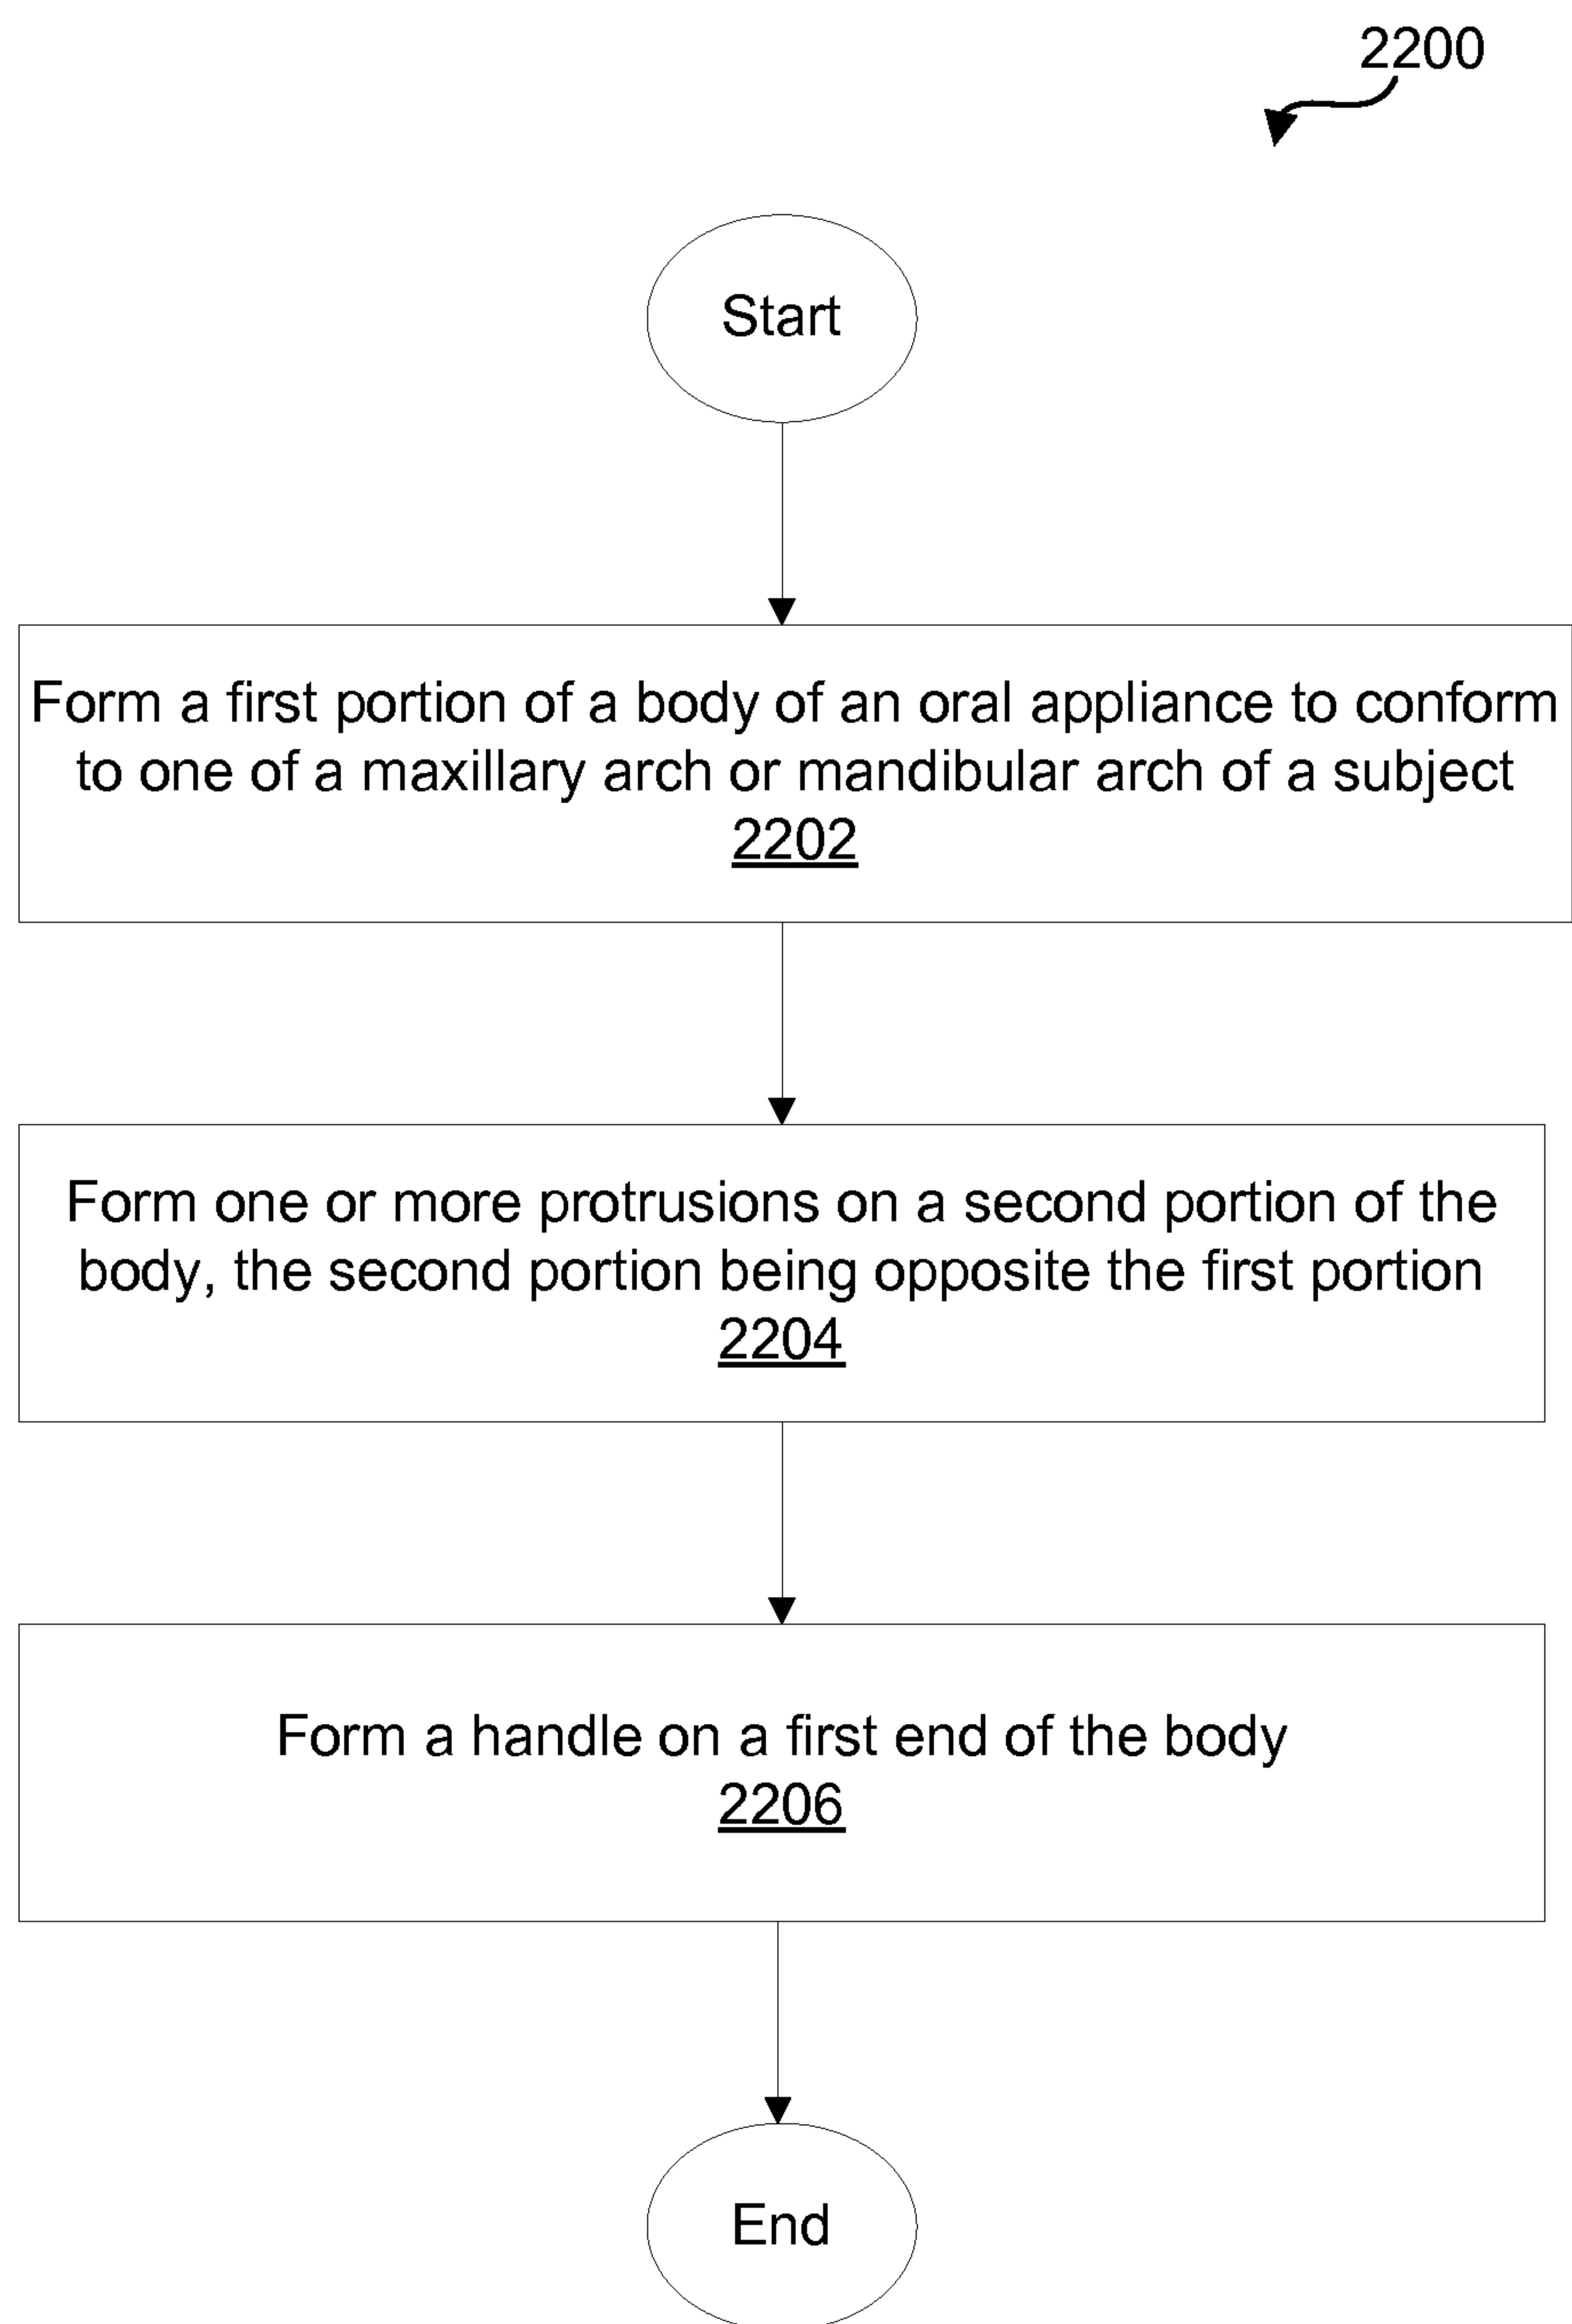 2200
Start
Form a first portion of a body of an oral appliance to conform
to one of a maxillary arch or mandibular arch of a subject
2202
Form one or more protrusions on a second portion of the
body, the second portion being opposite the first portion
2204
Form a handle on a first end of the body
2206
End